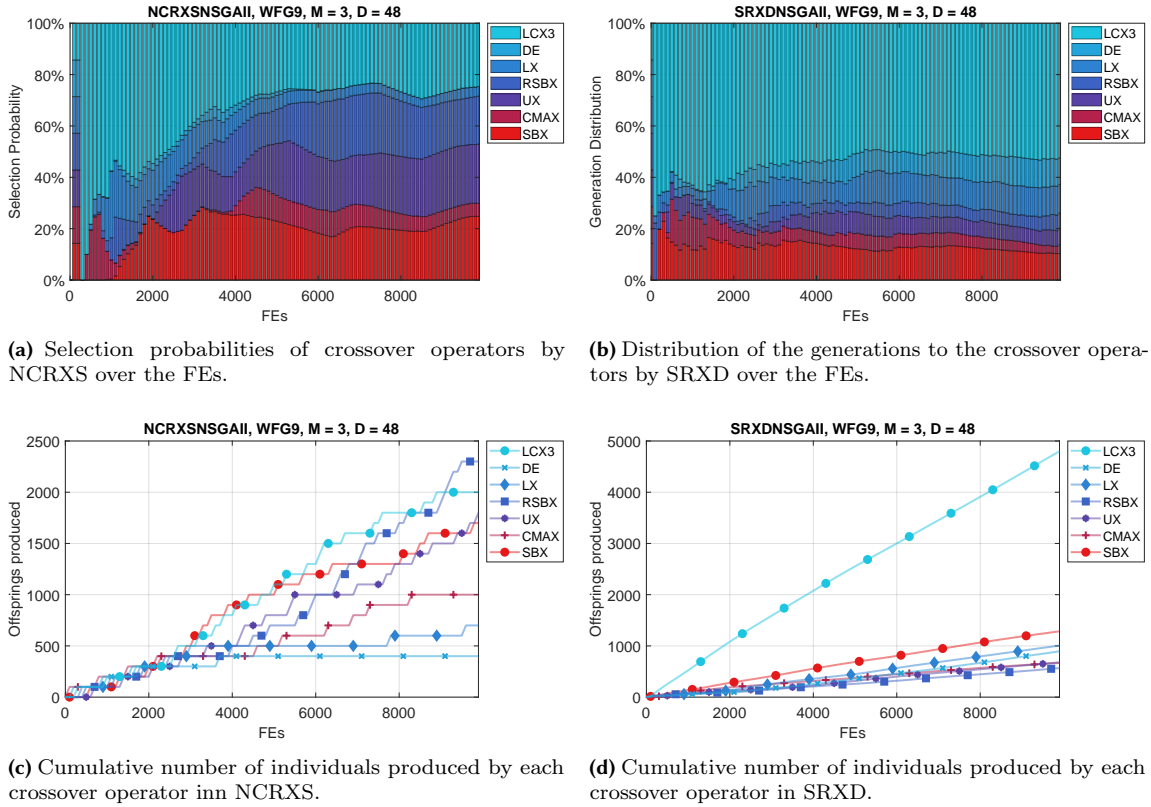 NCRXSNSGAII, WFG9, M = 3, D = 48
100%
80%
60%
40%
20%
0%
Selection Probability
0
2000
4000
6000
8000
FEs
LCX3
DE
LX
RSBX
UX
CMAX
SBX
SRXDNSGAII, WFG9, M = 3, D = 48
100%
80%
60%
40%
20%
0%
Generation Distribution
0
2000
4000
6000
8000
FEs
LCX3
DE
LX
RSBX
UX
CMAX
SBX
(a) Selection probabilities of crossover operators by
NCRXS over the FEs.
(b) Distribution of the generations to the crossover opera-
tors by SRXD over the FEs.
NCRXSNSGAII, WFG9, M = 3, D = 48
2500
2000
1500
1000
500
0
Offsprings produced
0
2000
4000
6000
8000
FEs
LCX3
DE
LX
RSBX
UX
CMAX
SBX
SRXDNSGAII, WFG9, M = 3, D = 48
5000
4000
3000
2000
1000
0
Offsprings produced
0
2000
4000
6000
8000
FEs
LCX3
DE
LX
RSBX
UX
CMAX
SBX
(c) Cumulative number of individuals produced by each
crossover operator inn NCRXS.
(d) Cumulative number of individuals produced by each
crossover operator in SRXD.